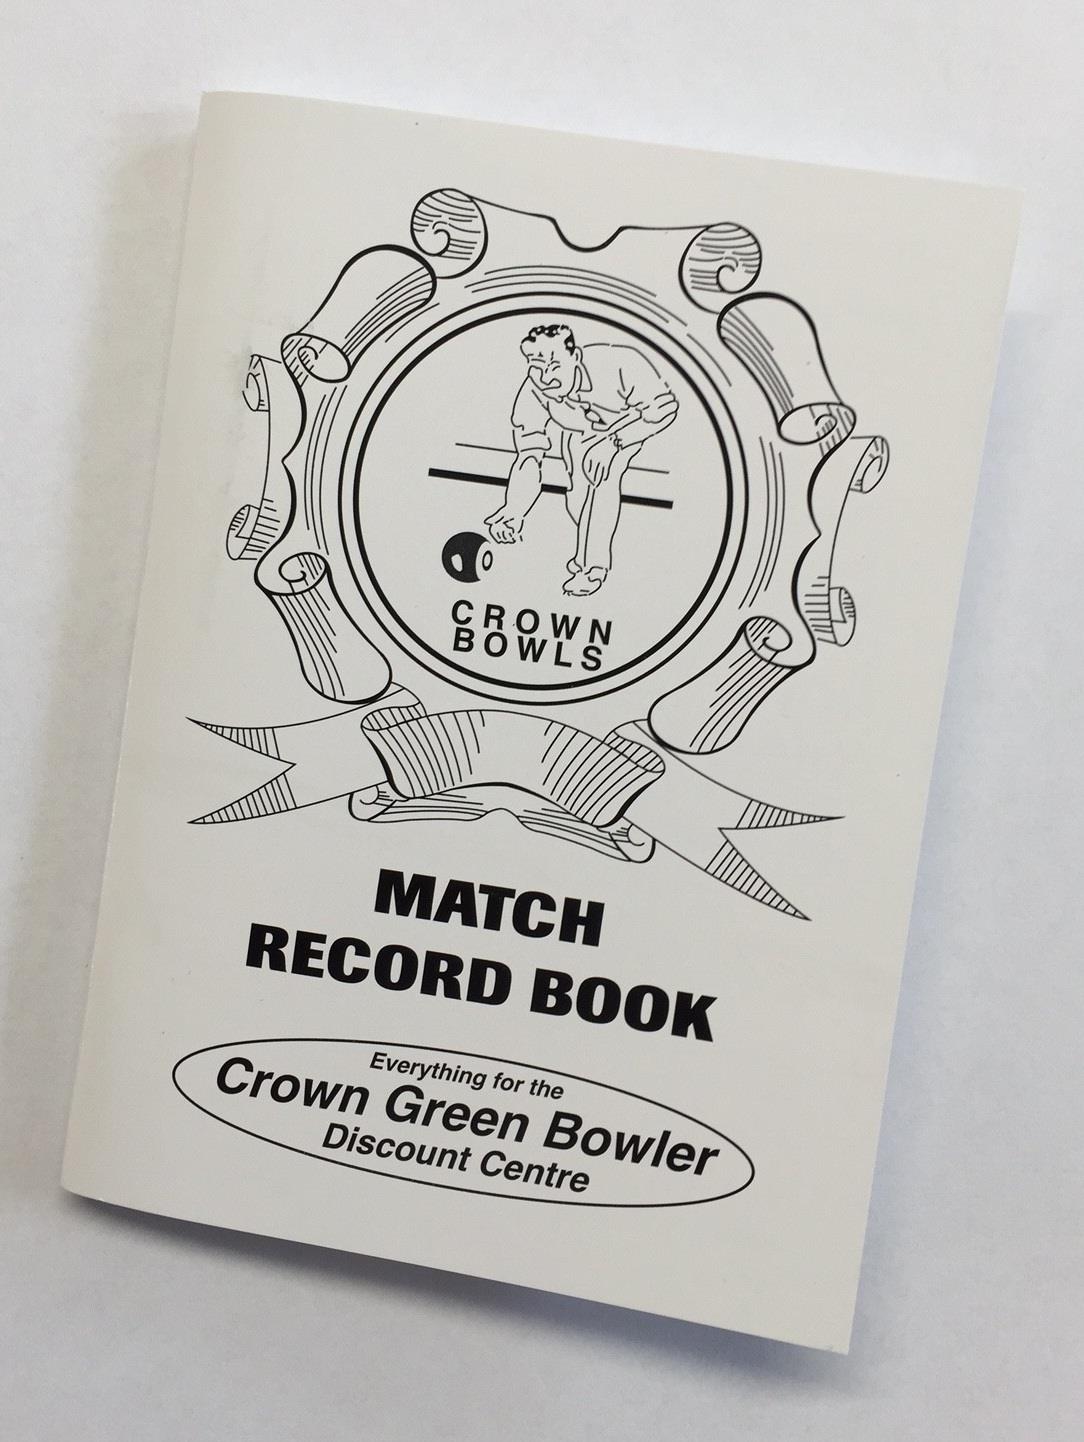 CROWN
BOWLS
MATCH
RECORD BOOK
Everything for the
Crown Green Bowler
Discount Centre